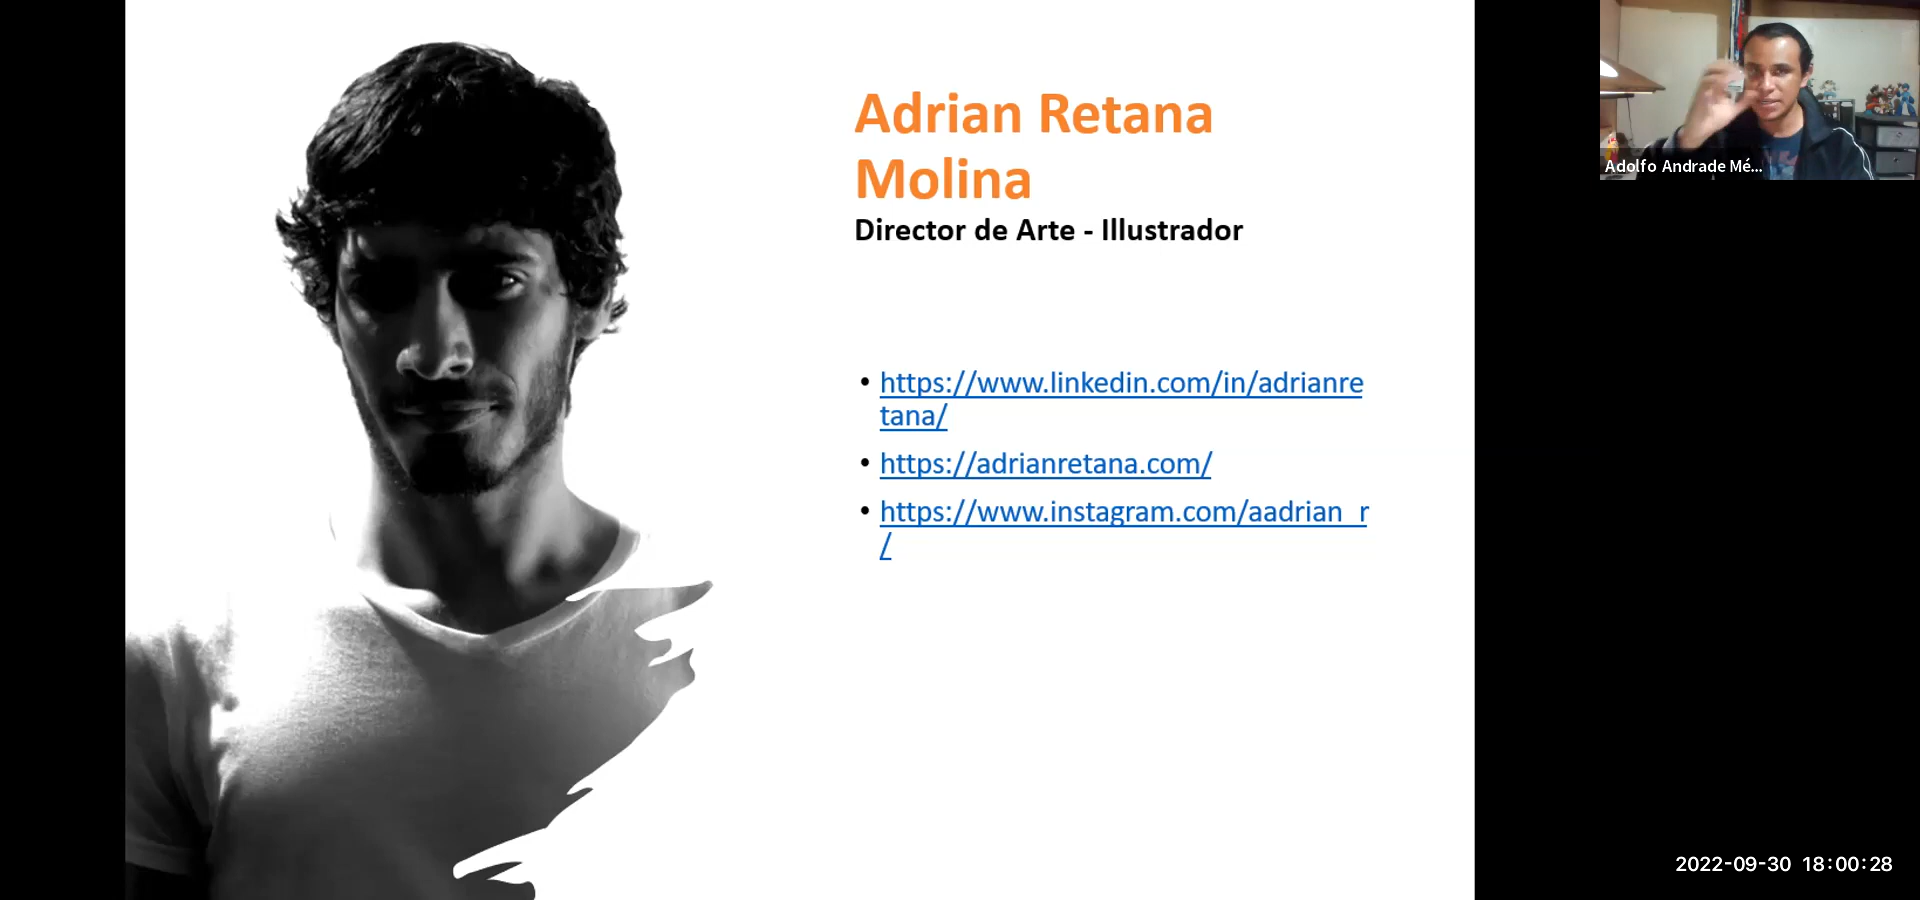 Adrian Retana
Molina
Director de Arte - Illustrador
• https://www.linkedin.com/in/adrianre
tana/
• https://adrianretana.com/
• https://www.instagram.com/aadrian_r
/
Adolfo Andrade Mé...
2022-09-30 18:00:28